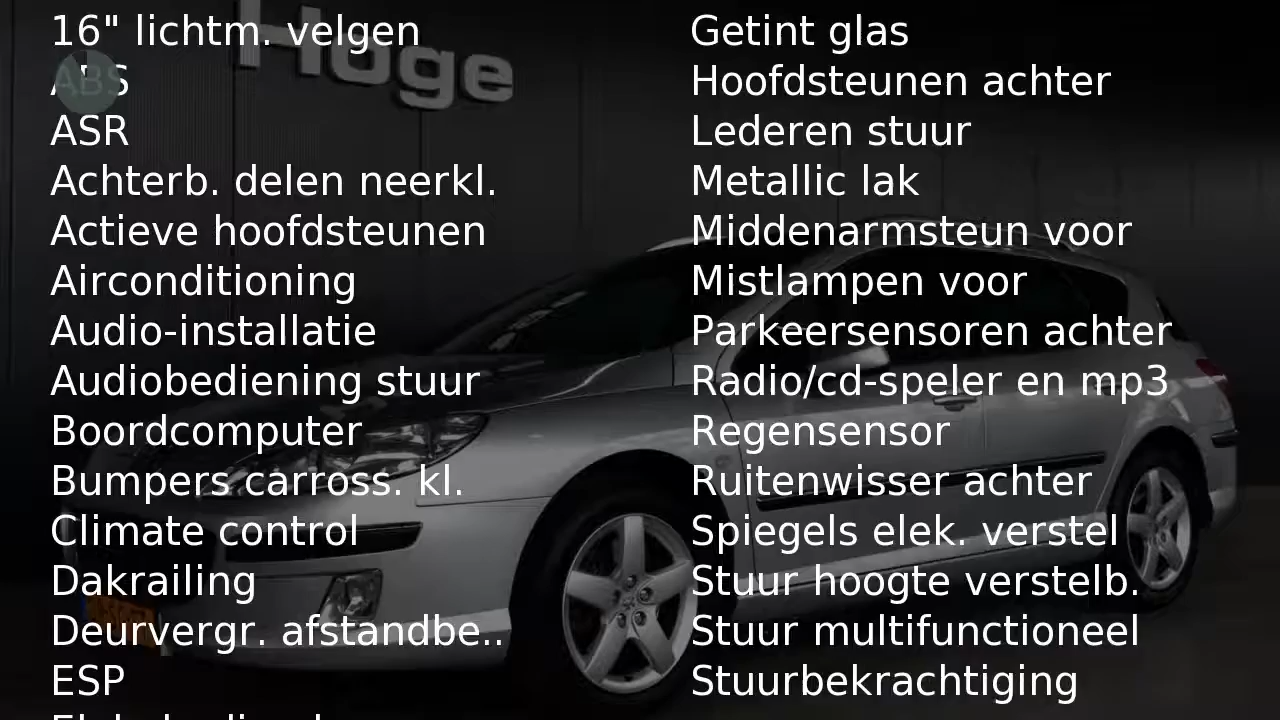 Hoge
16" lichtm. velgen
ABS
ASR
Achterb. delen neerkl.
Actieve hoofdsteunen
Airconditioning
Audio-installatie
Audiobediening stuur
Boordcomputer
Bumpers carross. kl.
Climate control
Dakrailing
Deurvergr. afstandbe..
ESP
Getint glas
Hoofdsteunen achter
Lederen stuur
Metallic lak
Middenarmsteun voor
Mistlampen voor
Parkeersensoren achter
Radio/cd-speler en mp3
Regensensor
Ruitenwisser achter
Spiegels elek. verstel
Stuur hoogte verstelb.
Stuur multifunctioneel
Stuurbekrachtiging